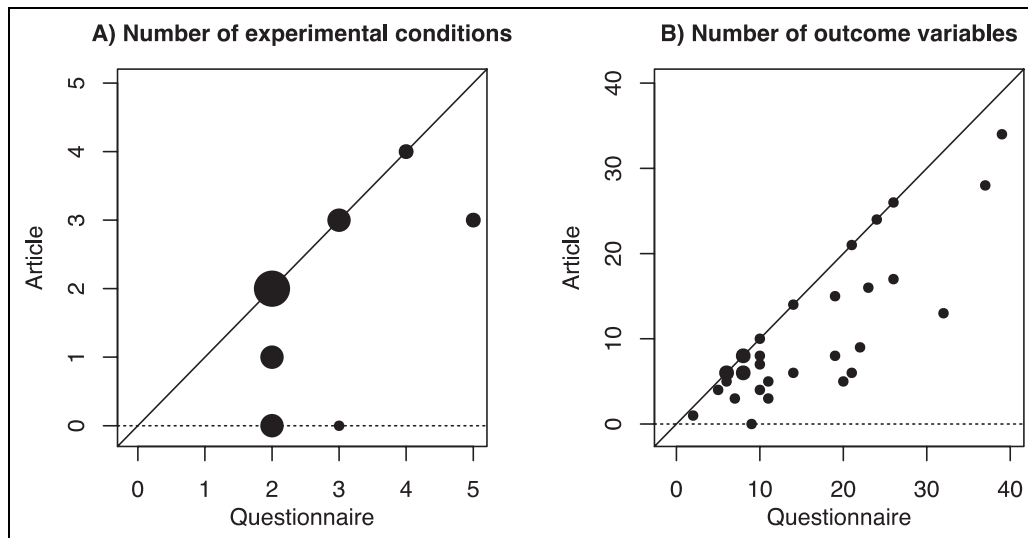 A) Number of experimental conditions
5
4
3
2
1
0
Article
0 1 2 3 4 5
Questionnaire
B) Number of outcome variables
40
30
20
10
0
Article
0 10 20 30 40
Questionnaire